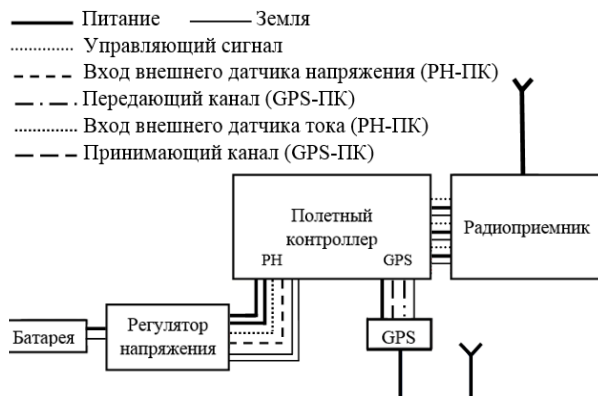 Питание
Земля
Управляющий сигнал
Вход внешнего датчика напряжения (РН-ПК)
Передающий канал (GPS-ПК)
Вход внешнего датчика тока (РН-ПК)
Принимающий канал (GPS-ПК)
Полетный
контроллер
РН
GPS
Радиоприемник
Батарея
Регулятор
напряжения
GPS